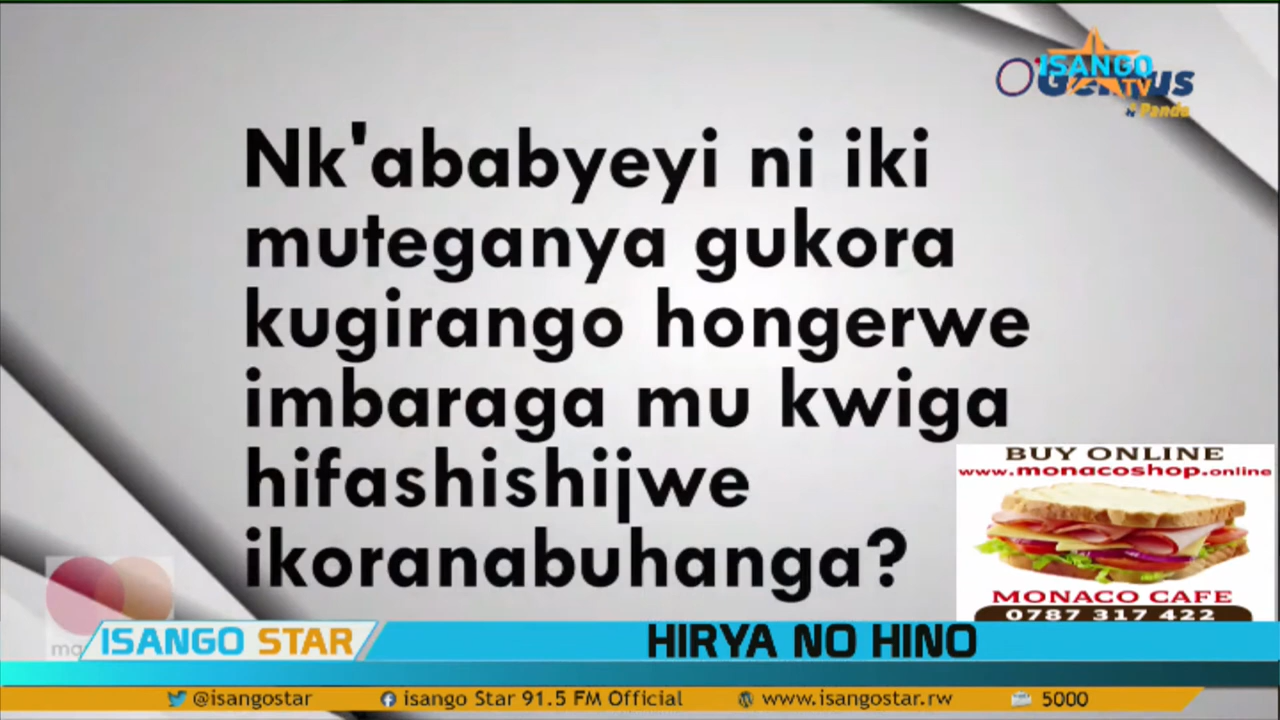 ISANGO
TV
Nk'ababyeyi ni iki
muteganya gukora
kugirango hongerwe
imbaraga mu kwiga
hifashishijwe
ikoranabuhanga?
BUY ONLINE
www.monacoshop.online
MONACO CAFE
0787 317 422
ISANGO STAR
HIRYA NO HINO
@isangostar
isango Star 91.5 FM Official
www.isangostar.rw
5000